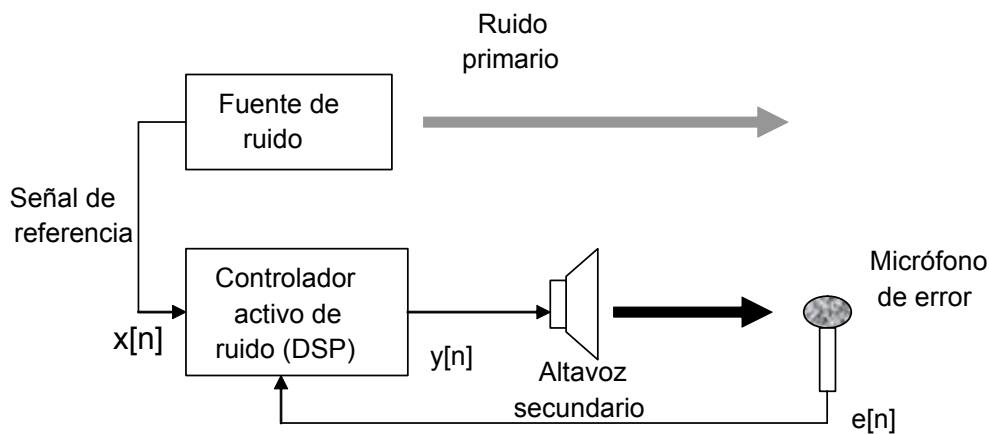 Ruido
primario
Fuente de
ruido
Señal de
referencia
x[n]
Controlador
activo de
ruido (DSP)
y[n]
Altavoz
secundario
Micrófono
de error
e[n]